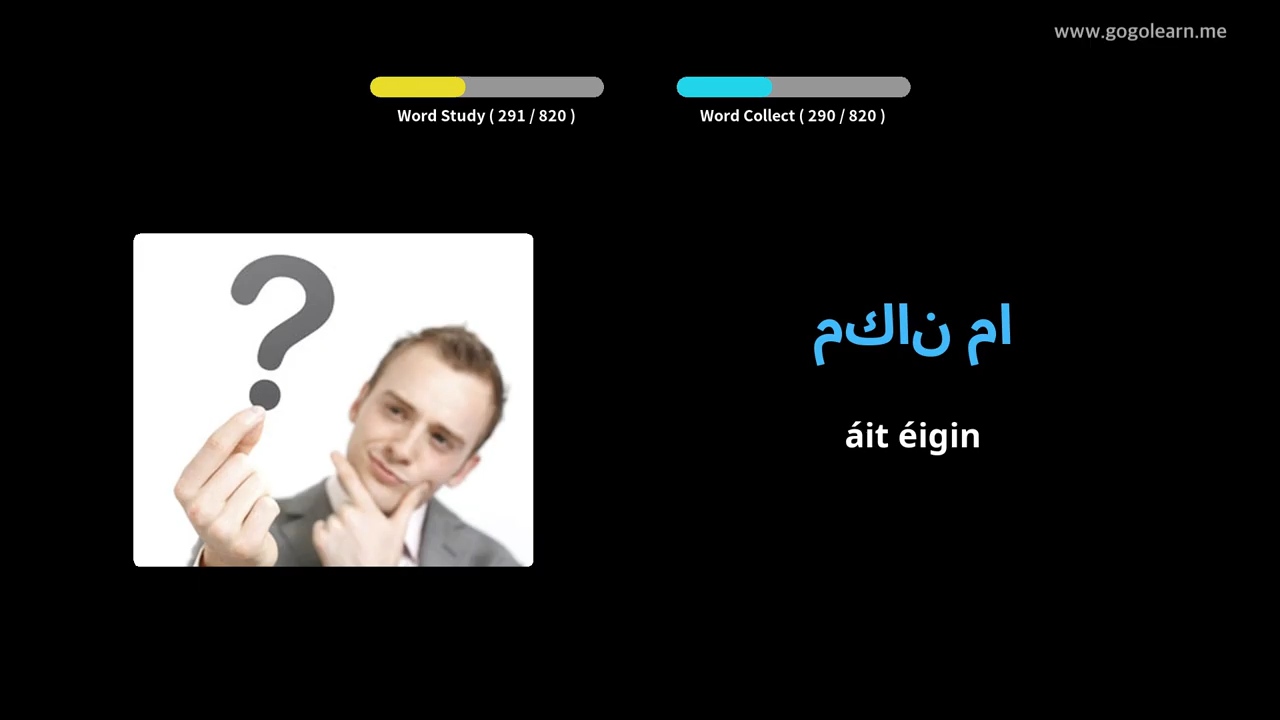 www.gogolearn.me
Word Study ( 291 / 820 )
Word Collect ( 290 / 820 )
مكان ما
áit éigin